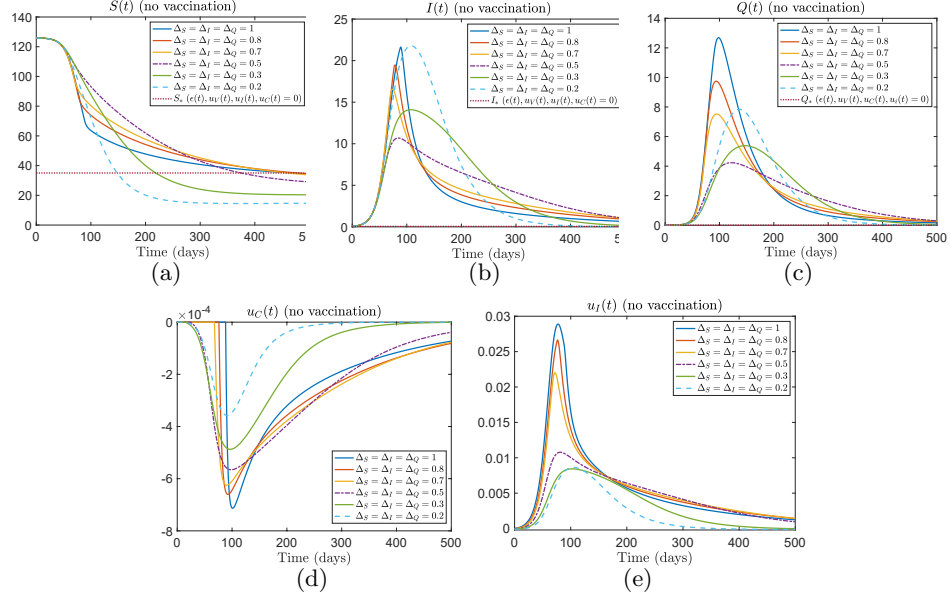 S(t) (no vaccination)
140
120
100
80
60
40
20
0
0 100 200 300 400 5
Time (days)
Δ_S = Δ_I = Δ_Q = 1
Δ_S = Δ_I = Δ_Q = 0.8
Δ_S = Δ_I = Δ_Q = 0.7
Δ_S = Δ_I = Δ_Q = 0.5
Δ_S = Δ_I = Δ_Q = 0.3
Δ_S = Δ_I = Δ_Q = 0.2
S_* (e(t), u_V(t), u_I(t), u_C(t) = 0)
(a)
I(t) (no vaccination)
25
20
15
10
5
0
0 100 200 300 400 50
Time (days)
Δ_S = Δ_I = Δ_Q = 1
Δ_S = Δ_I = Δ_Q = 0.8
Δ_S = Δ_I = Δ_Q = 0.7
Δ_S = Δ_I = Δ_Q = 0.5
Δ_S = Δ_I = Δ_Q = 0.3
Δ_S = Δ_I = Δ_Q = 0.2
I_* (e(t), u_V(t), u_I(t), u_C(t) = 0)
(b)
Q(t) (no vaccination)
14
12
10
8
6
4
2
0
0 100 200 300 400 500
Time (days)
Δ_S = Δ_I = Δ_Q = 1
Δ_S = Δ_I = Δ_Q = 0.8
Δ_S = Δ_I = Δ_Q = 0.7
Δ_S = Δ_I = Δ_Q = 0.5
Δ_S = Δ_I = Δ_Q = 0.3
Δ_S = Δ_I = Δ_Q = 0.2
Q_* (e(t), u_V(t), u_C(t), u_i(t) = 0)
(c)
u_C(t) (no vaccination)
×10^-4
0
-2
-4
-6
-8
0 100 200 300 400 500
Time (days)
Δ_S = Δ_I = Δ_Q = 1
Δ_S = Δ_I = Δ_Q = 0.8
Δ_S = Δ_I = Δ_Q = 0.7
Δ_S = Δ_I = Δ_Q = 0.5
Δ_S = Δ_I = Δ_Q = 0.3
Δ_S = Δ_I = Δ_Q = 0.2
(d)
u_I(t) (no vaccination)
0.03
0.025
0.02
0.015
0.01
0.005
0
0 100 200 300 400 500
Time (days)
Δ_S = Δ_I = Δ_Q = 1
Δ_S = Δ_I = Δ_Q = 0.8
Δ_S = Δ_I = Δ_Q = 0.7
Δ_S = Δ_I = Δ_Q = 0.5
Δ_S = Δ_I = Δ_Q = 0.3
Δ_S = Δ_I = Δ_Q = 0.2
(e)